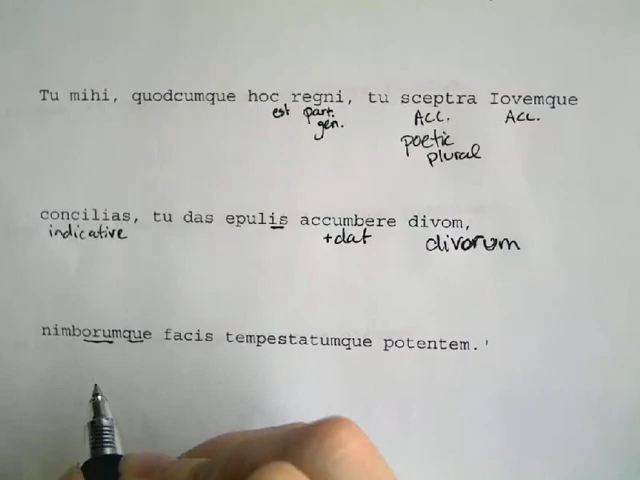 Tu mihi, quodcumque hoc regni, tu sceptra Iovemque
est part. ACC. ACC.
gen. poetic
plural
concilias, tu das epulis accumbere divom,
indicative +dat divorum
nimborumque facis tempestatumque potentem.'